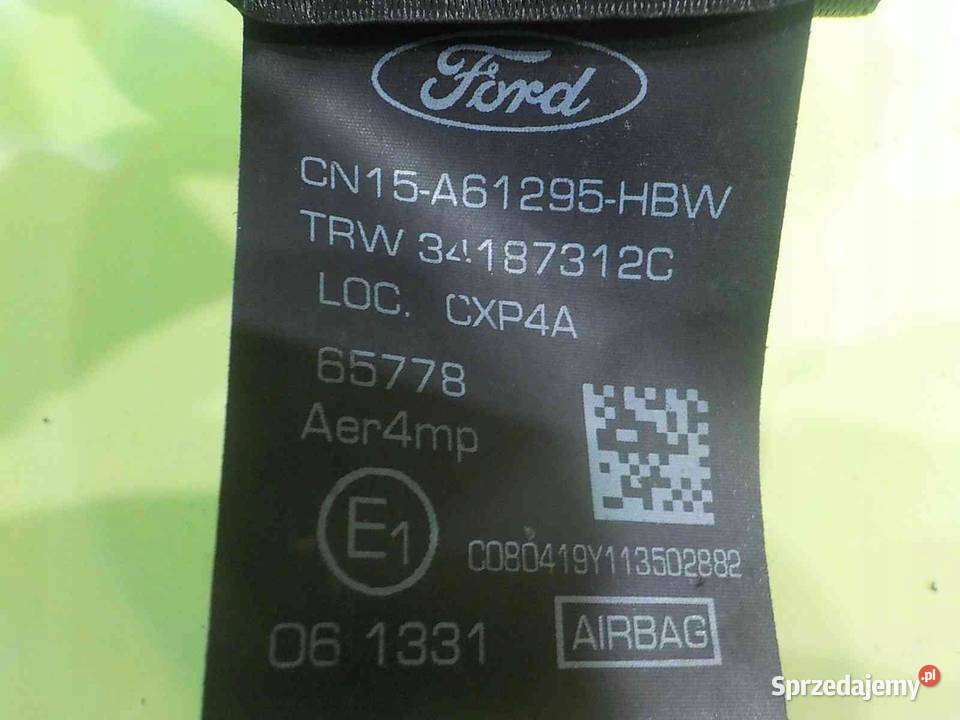 Ford
CN15-A61295-HBW
TRW 34187312C
LOC. CXP4A
65778
Aer4mp
E1
C080419Y113502882
06 1331
AIRBAG
Sprzedajemy.pl